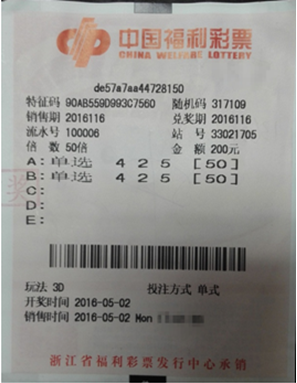 中国福利彩票
CHINA WELFARE LOTTERY
de57a7aa44728150
特征码 90AB559D993C7560 随机码 317109
销售期 2016116 兑奖期 2016116
流水号 100006 站 号 33021705
倍 数 50倍 金 额 200元
A: 单选 4 2 5 [50]
B: 单选 4 2 5 [50]
C:
D:
E:
奖
玩法 3D 投注方式 单式
开奖时间 2016-05-02
销售时间 2016-05-02 Mon
浙江省福利彩票发行中心承销